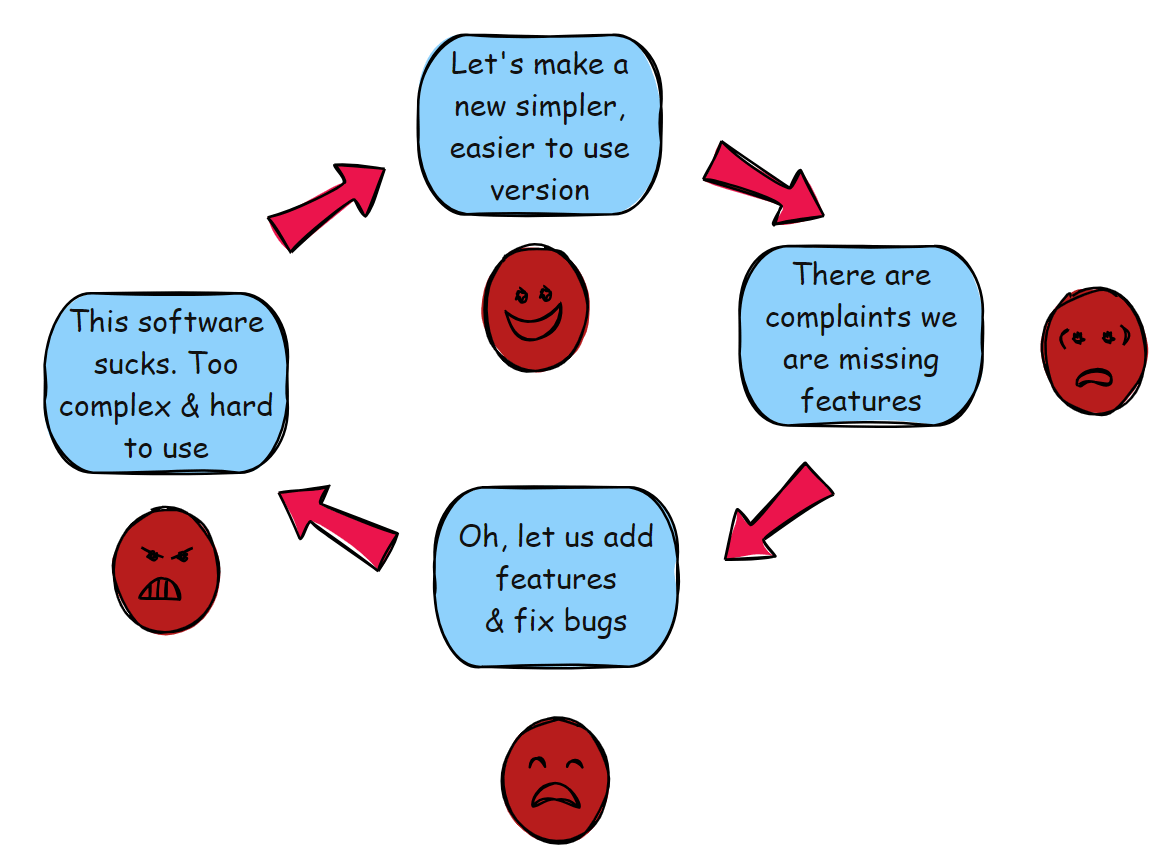 Let's make a
new simpler,
easier to use
version
There are
complaints we
are missing
features
This software
sucks. Too
complex & hard
to use
Oh, let us add
features
& fix bugs